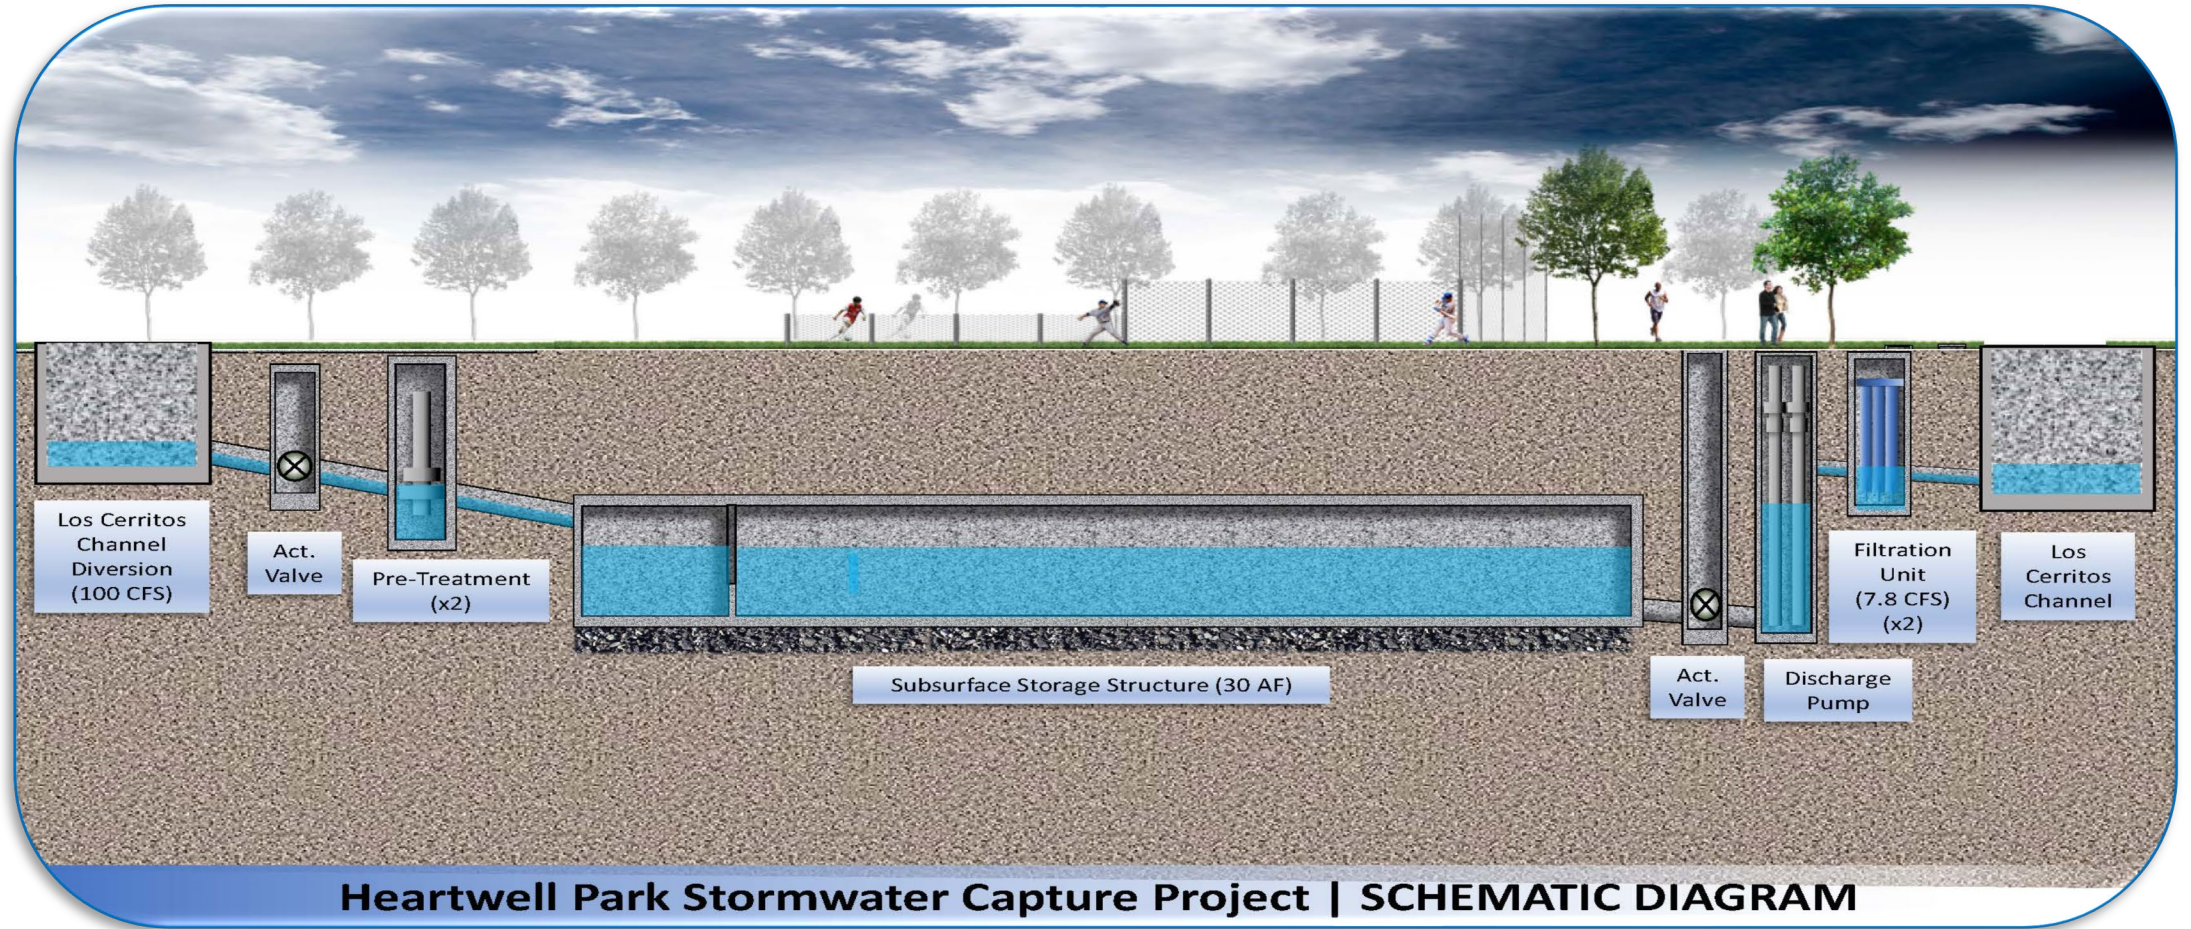 Los Cerritos
Channel
Diversion
(100 CFS)
Act.
Valve
Pre-Treatment
(x2)
Subsurface Storage Structure (30 AF)
Act.
Valve
Discharge
Pump
Filtration
Unit
(7.8 CFS)
(x2)
Los
Cerritos
Channel
Heartwell Park Stormwater Capture Project | SCHEMATIC DIAGRAM